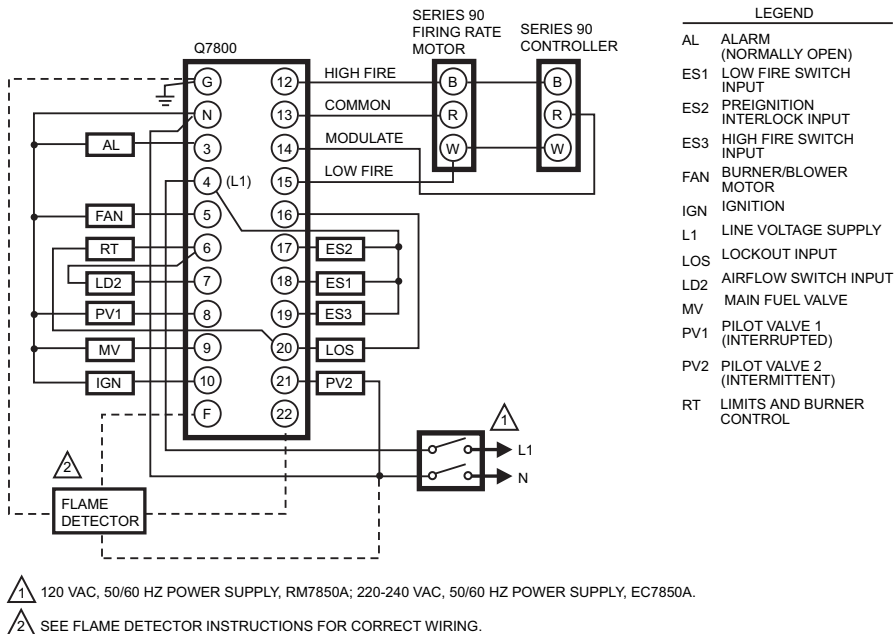 SERIES 90
FIRING RATE
MOTOR
SERIES 90
CONTROLLER
Q7800
G
N
3
4
(L1)
5
6
7
8
9
10
F
12
13
14
15
16
17
18
19
20
21
22
HIGH FIRE
COMMON
MODULATE
LOW FIRE
B
R
W
B
R
W
AL
FAN
RT
LD2
PV1
MV
IGN
ES2
ES1
ES3
LOS
PV2
1
L1
N
2
FLAME
DETECTOR
LEGEND
AL ALARM
(NORMALLY OPEN)
ES1 LOW FIRE SWITCH
INPUT
ES2 PREIGNITION
INTERLOCK INPUT
ES3 HIGH FIRE SWITCH
INPUT
FAN BURNER/BLOWER
MOTOR
IGN IGNITION
L1 LINE VOLTAGE SUPPLY
LOS LOCKOUT INPUT
LD2 AIRFLOW SWITCH INPUT
MV MAIN FUEL VALVE
PV1 PILOT VALVE 1
(INTERRUPTED)
PV2 PILOT VALVE 2
(INTERMITTENT)
RT LIMITS AND BURNER
CONTROL
1 120 VAC, 50/60 HZ POWER SUPPLY, RM7850A; 220-240 VAC, 50/60 HZ POWER SUPPLY, EC7850A.
2 SEE FLAME DETECTOR INSTRUCTIONS FOR CORRECT WIRING.